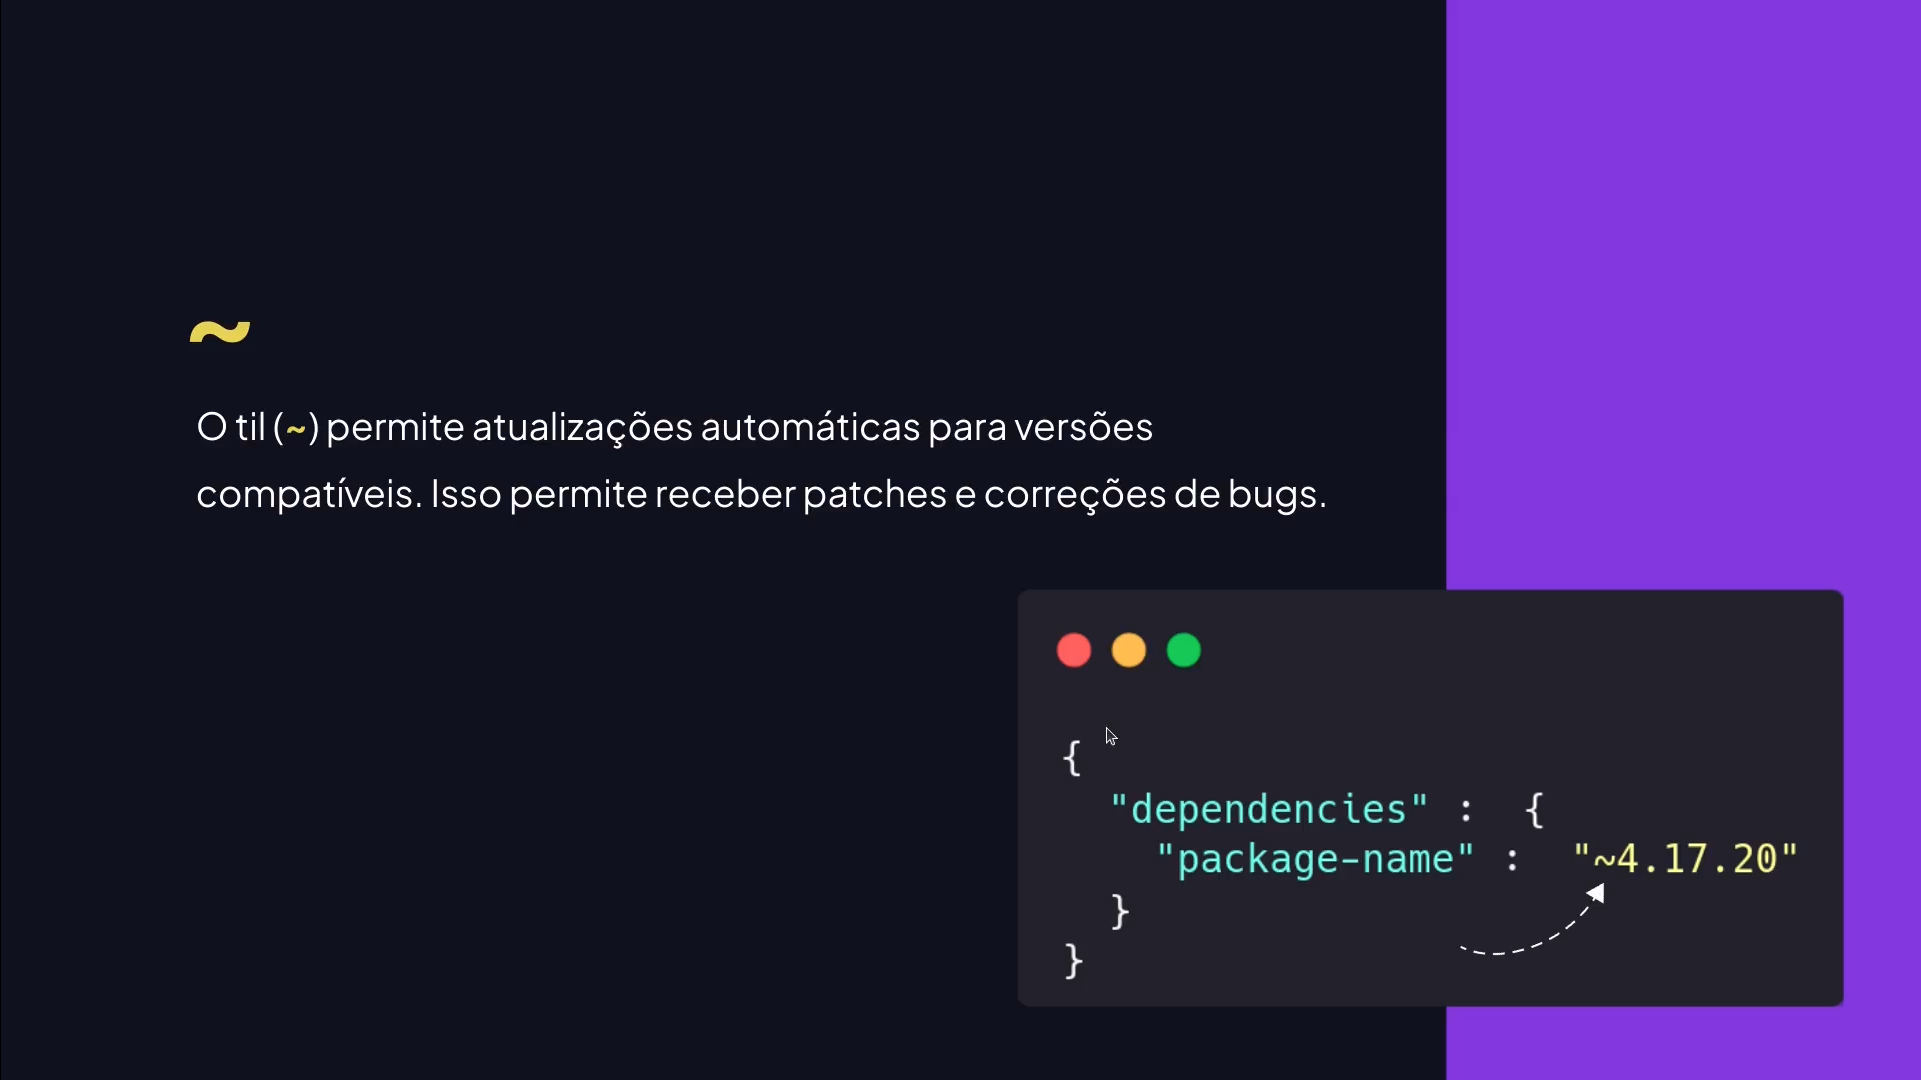 ~
O til (~) permite atualizações automáticas para versões
compatíveis. Isso permite receber patches e correções de bugs.
{
"dependencies" : {
"package-name" : "~4.17.20"
}
}